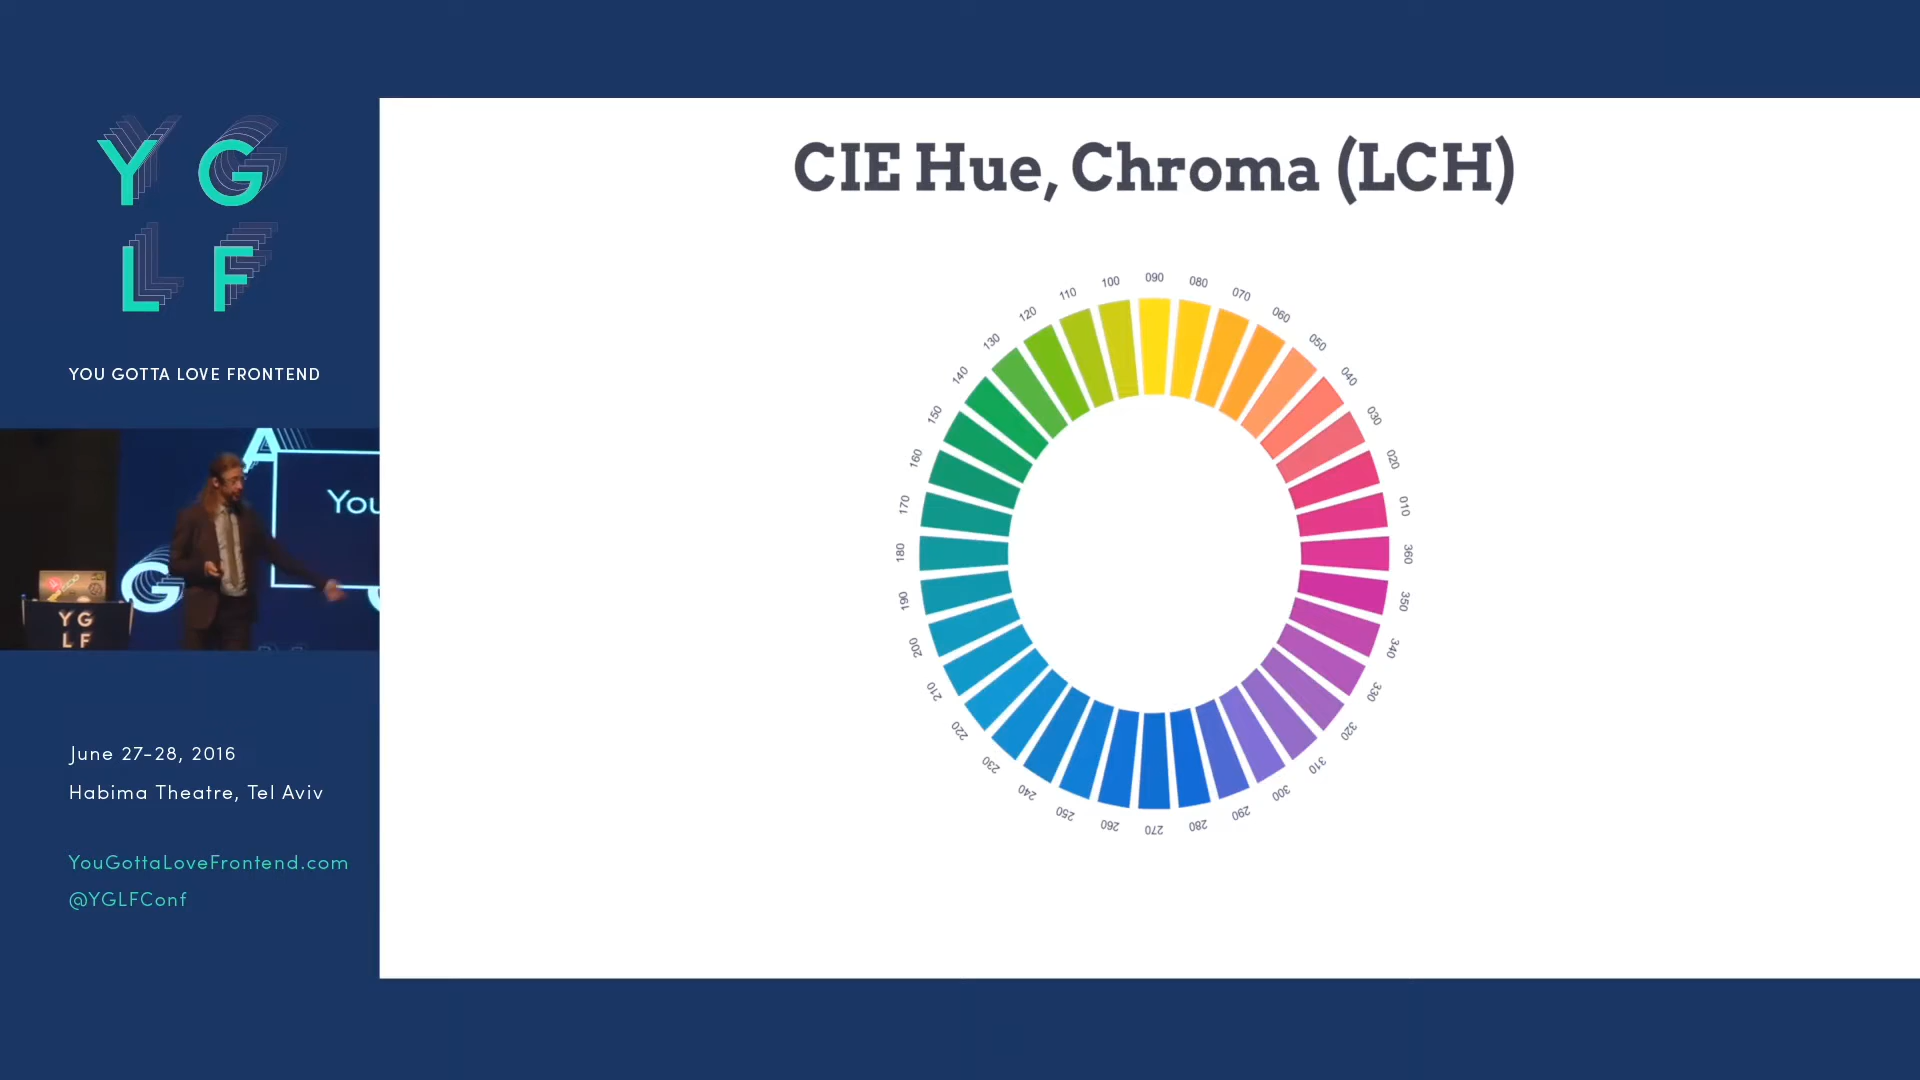 Y G
L F
YOU GOTTA LOVE FRONTEND
A
You
G
Y G
L F
June 27-28, 2016
Habima Theatre, Tel Aviv
YouGottaLoveFrontend.com
@YGLFConf
CIE Hue, Chroma (LCH)
090
080
070
060
050
040
030
020
010
360
350
340
330
320
310
300
290
280
270
260
250
240
230
220
210
200
190
180
170
160
150
140
130
120
110
100